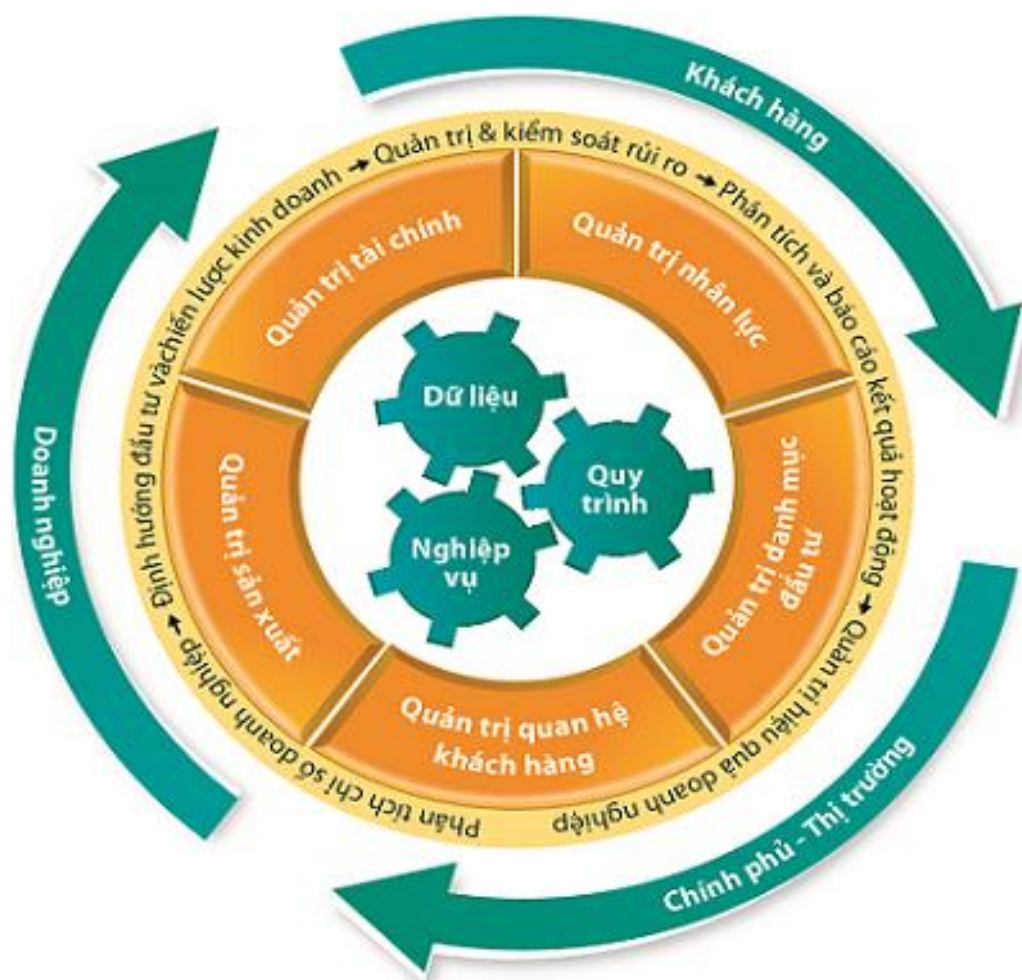 Khách hàng
Chính phủ - Thị trường
Doanh nghiệp
Định hướng đầu tư vàchiến lược kinh doanh → Quản trị & kiểm soát rủi ro → Phân tích và báo cáo kết quả hoạt động → Quản trị hiệu quả doanh nghiệp
Phân tích chỉ số doanh nghiệp →
Quản trị tài chính
Quản trị nhân lực
Quản trị danh mục
đầu tư
Quản trị quan hệ
khách hàng
Quản trị sản xuất
Dữ liệu
Quy
trình
Nghiệp
vụ